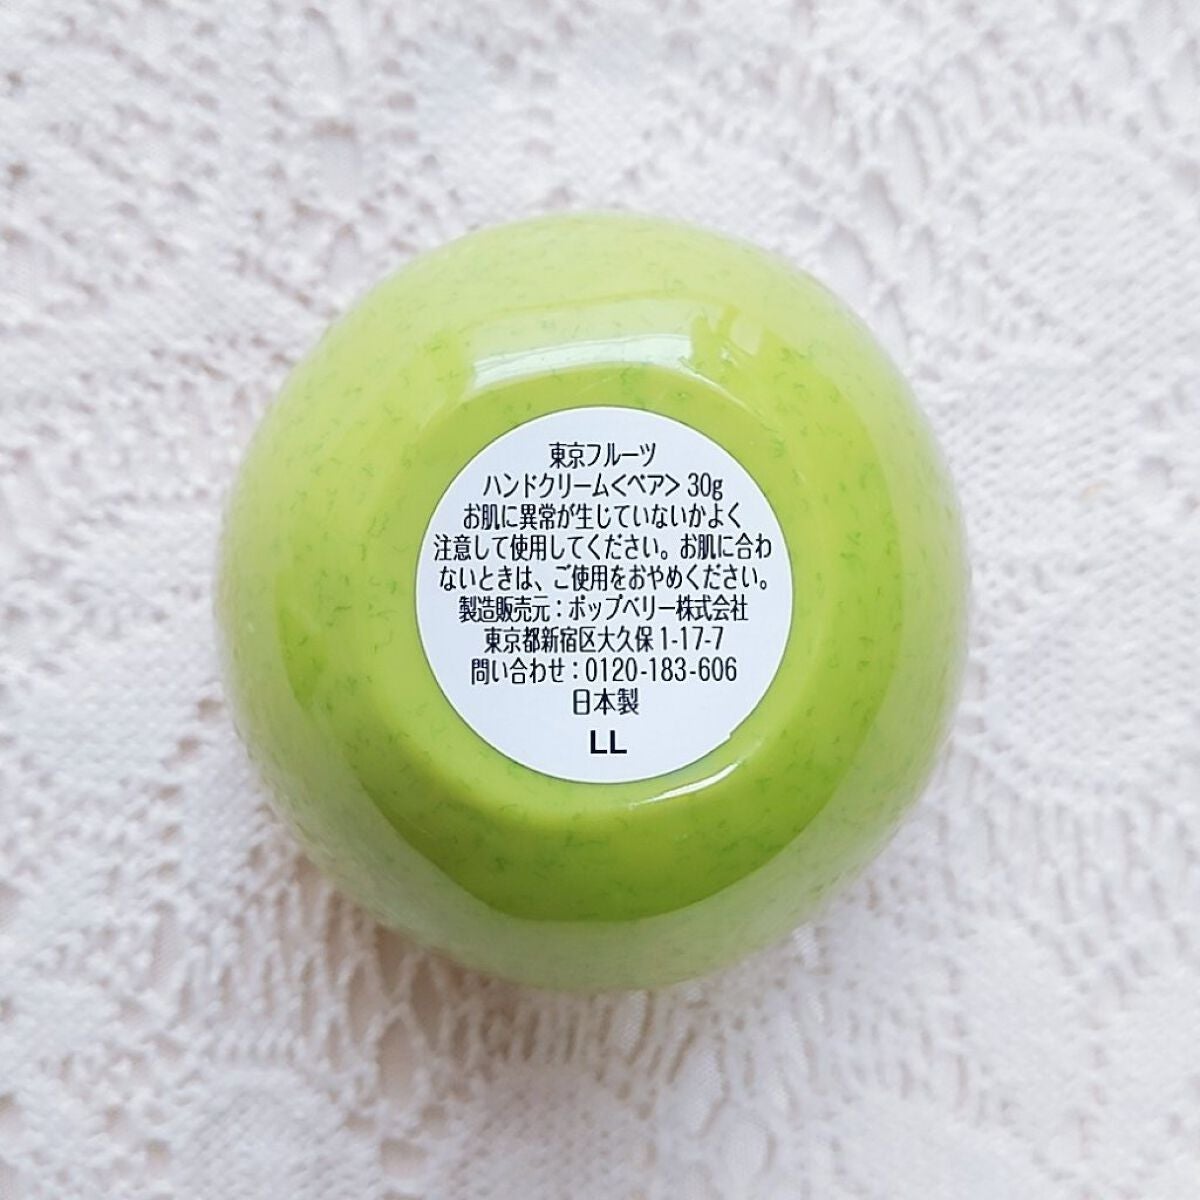 東京フルーツ
ハンドクリーム<ペア> 30g
お肌に異常が生じていないかよく
注意して使用してください。お肌に合わ
ないときは、ご使用をおやめください。
製造販売元：ポップベリー株式会社
東京都新宿区大久保1-17-7
問い合わせ：0120-183-606
日本製
LL